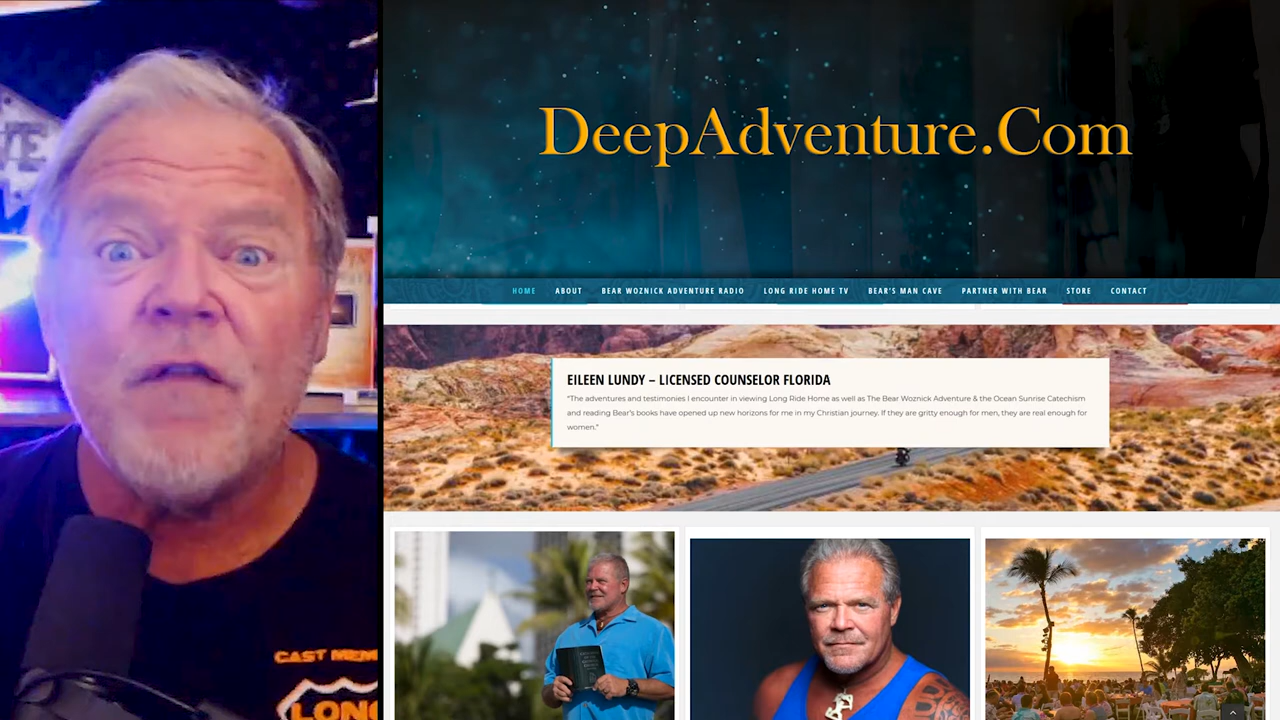 DeepAdventure.Com
HOME ABOUT BEAR WOZNICK ADVENTURE RADIO LONG RIDE HOME TV BEAR'S MAN CAVE PARTNER WITH BEAR STORE CONTACT
EILEEN LUNDY – LICENSED COUNSELOR FLORIDA
"The adventures and testimonies I encounter in viewing Long Ride Home as well as The Bear Woznick Adventure & the Ocean Sunrise Catechism
and reading Bear's books have opened up new horizons for me in my Christian journey. If they are gritty enough for men, they are real enough for
women."
CAST MEM
LONG